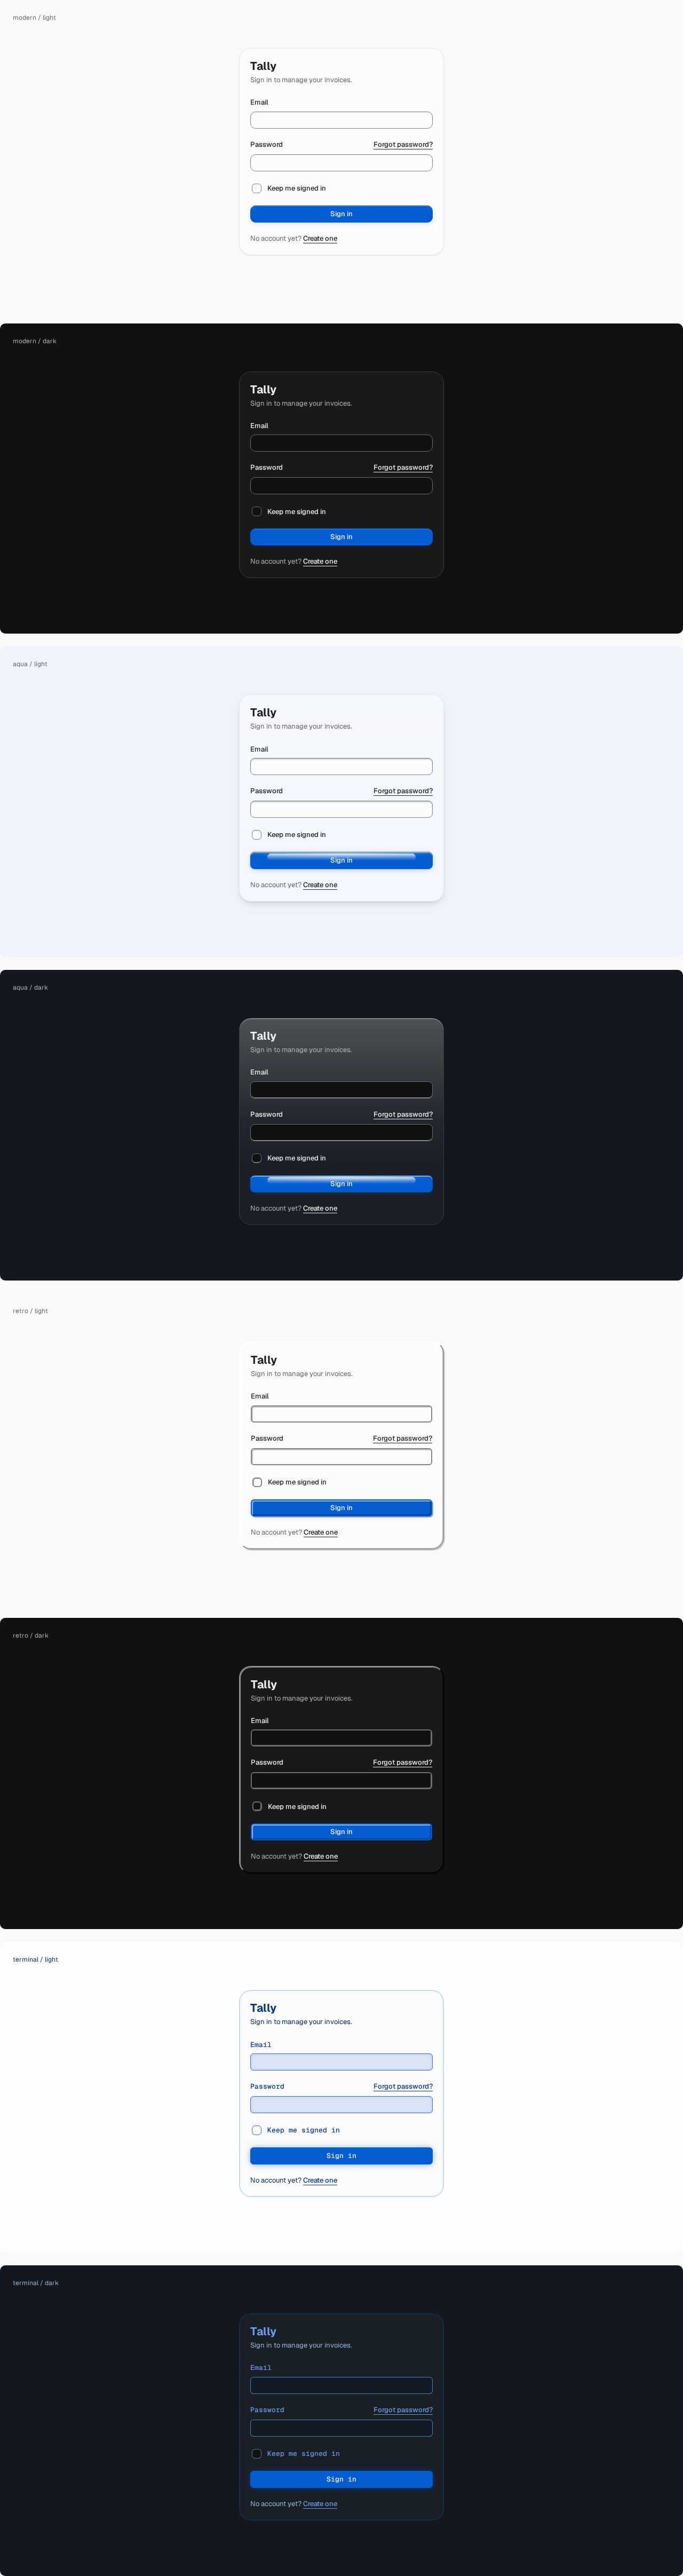 modern / light
Tally
Sign in to manage your invoices.
Email
Password Forgot password?
Keep me signed in
Sign in
No account yet? Create one
modern / dark
Tally
Sign in to manage your invoices.
Email
Password Forgot password?
Keep me signed in
Sign in
No account yet? Create one
aqua / light
Tally
Sign in to manage your invoices.
Email
Password Forgot password?
Keep me signed in
Sign in
No account yet? Create one
aqua / dark
Tally
Sign in to manage your invoices.
Email
Password Forgot password?
Keep me signed in
Sign in
No account yet? Create one
retro / light
Tally
Sign in to manage your invoices.
Email
Password Forgot password?
Keep me signed in
Sign in
No account yet? Create one
retro / dark
Tally
Sign in to manage your invoices.
Email
Password Forgot password?
Keep me signed in
Sign in
No account yet? Create one
terminal / light
Tally
Sign in to manage your invoices.
Email
Password Forgot password?
Keep me signed in
Sign in
No account yet? Create one
terminal / dark
Tally
Sign in to manage your invoices.
Email
Password Forgot password?
Keep me signed in
Sign in
No account yet? Create one